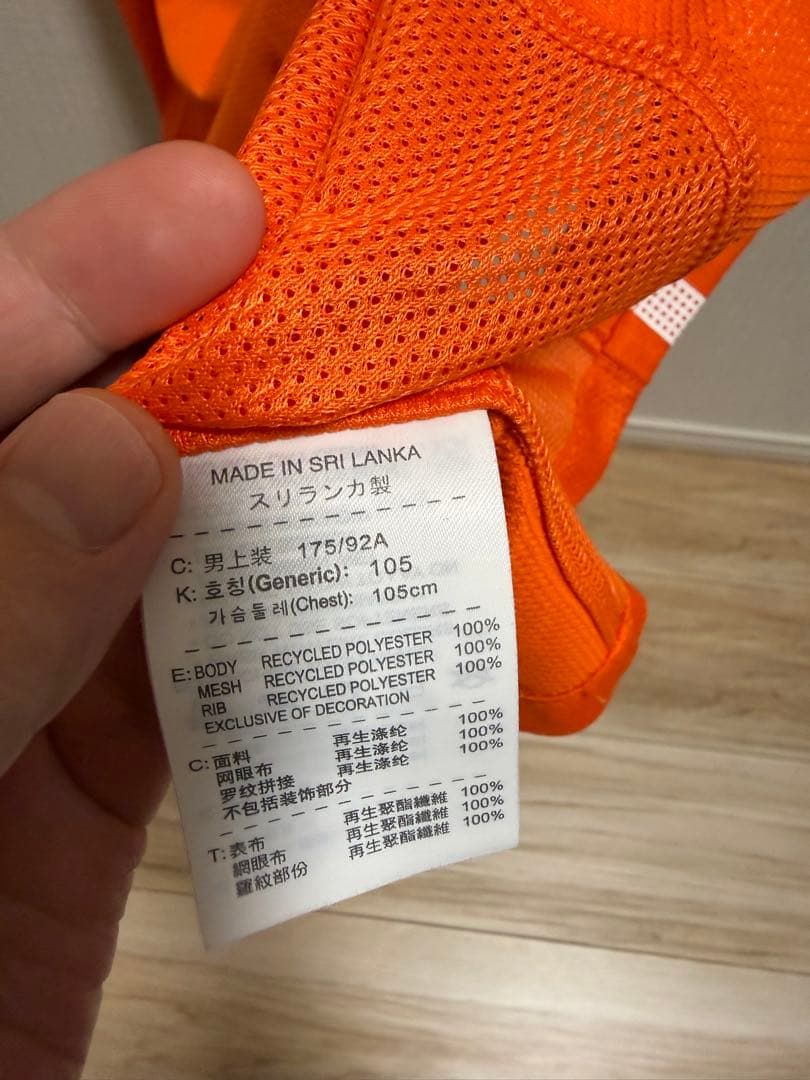 MADE IN SRI LANKA
スリランカ製
C: 男上装 175/92A
K: 호칭(Generic): 105
가슴둘레(Chest): 105cm
E: BODY RECYCLED POLYESTER 100%
MESH RECYCLED POLYESTER 100%
RIB RECYCLED POLYESTER 100%
EXCLUSIVE OF DECORATION
C: 面料 再生涤纶 100%
网眼布 再生涤纶 100%
罗纹拼接 再生涤纶 100%
不包括装饰部分
T: 表布 再生聚酯纖維 100%
網眼布 再生聚酯纖維 100%
羅紋部份 再生聚酯纖維 100%